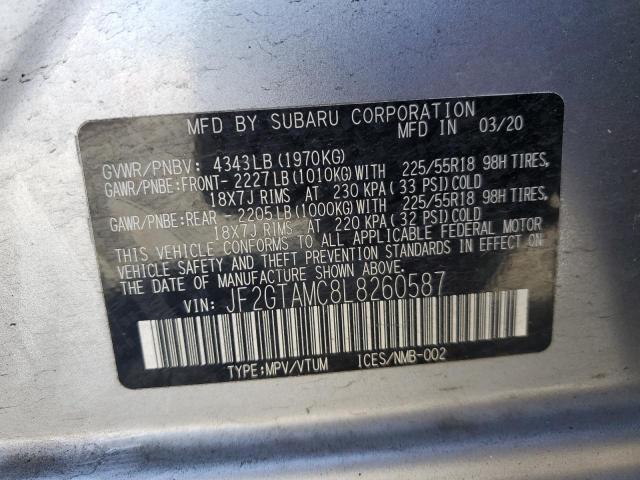 MFD BY SUBARU CORPORATION
MFD IN 03/20
GVWR/PNBV: 4343LB(1970KG)
GAWR/PNBE:FRONT- 2227LB(1010KG)WITH 225/55R18 98H TIRES,
18X7J RIMS AT 230 KPA(33 PSI)COLD
GAWR/PNBE:REAR - 2205LB(1000KG)WITH 225/55R18 98H TIRES,
18X7J RIMS AT 220 KPA(32 PSI)COLD
THIS VEHICLE CONFORMS TO ALL APPLICABLE FEDERAL MOTOR
VEHICLE SAFETY AND THEFT PREVENTION STANDARDS IN EFFECT ON
THE DATE OF MANUFACTURE SHOWN ABOVE.
VIN: JF2GTAMC8L8260587
TYPE:MPV/VTUM ICES/NMB-002